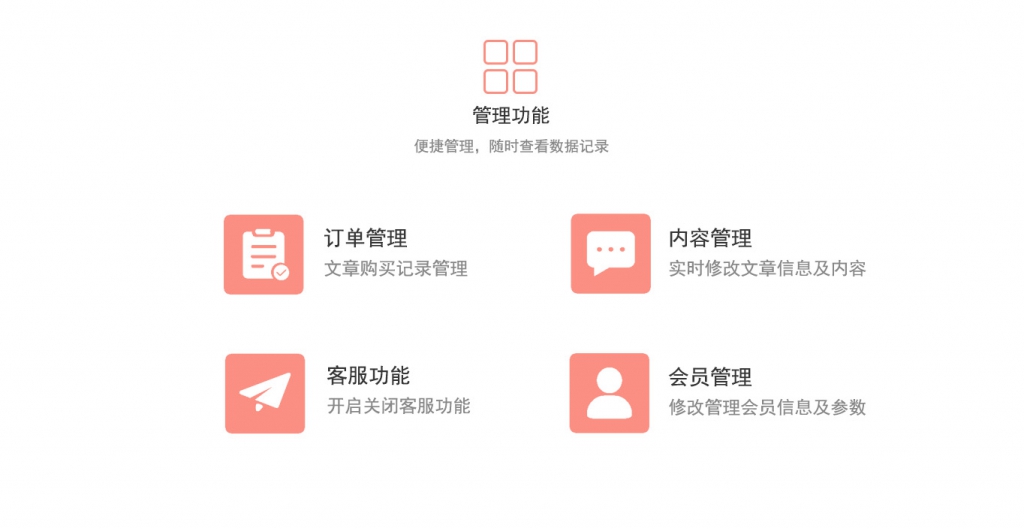 管理功能
便捷管理，随时查看数据记录
订单管理
文章购买记录管理
内容管理
实时修改文章信息及内容
客服功能
开启关闭客服功能
会员管理
修改管理会员信息及参数